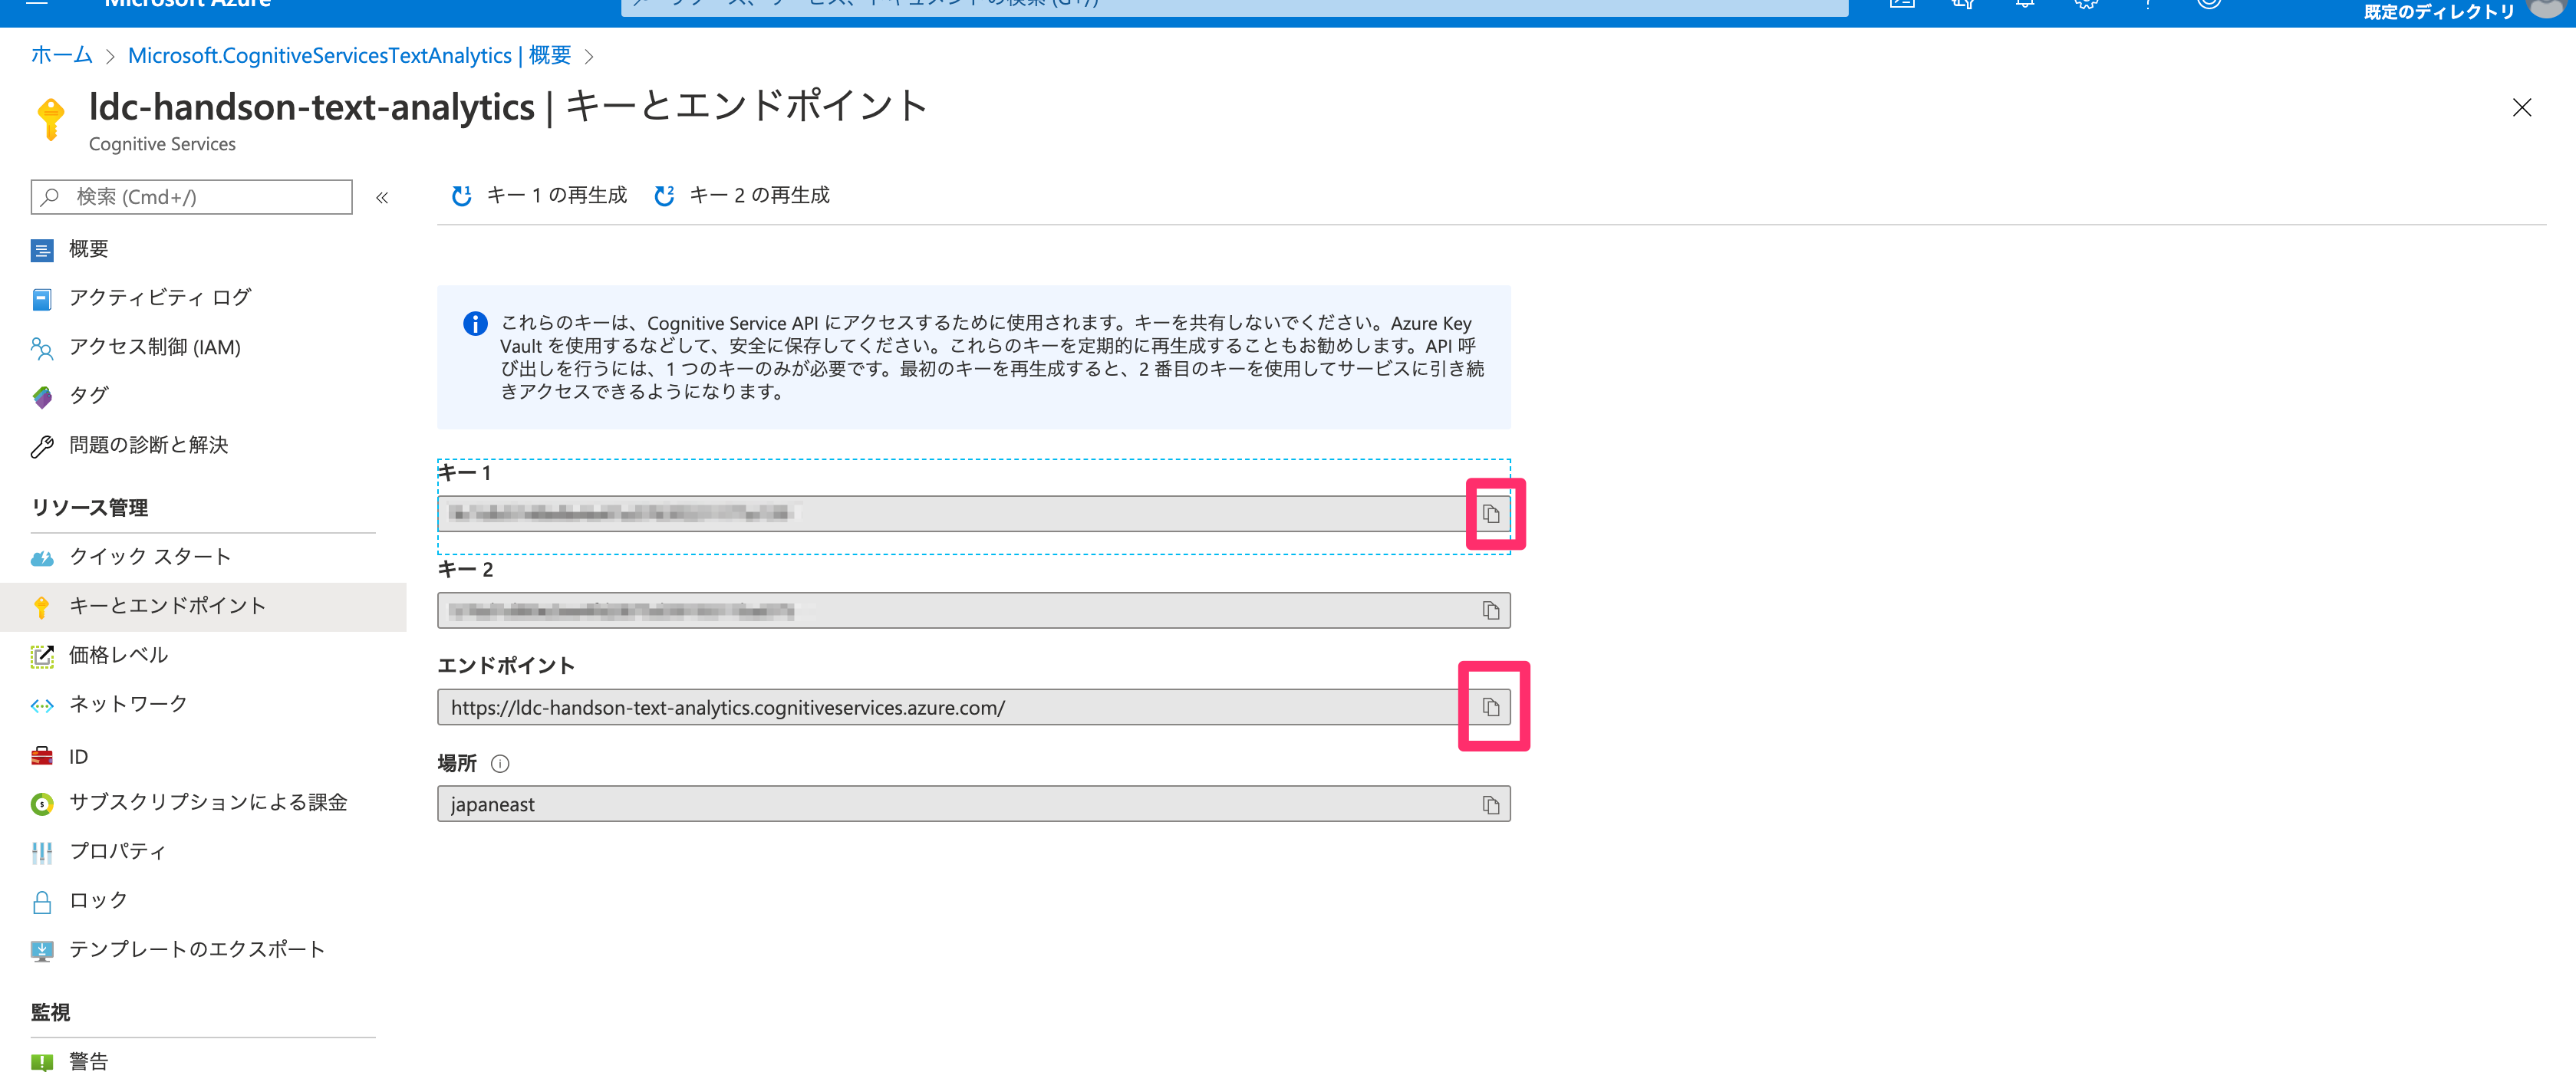 Microsoft Azure
リソース、サービス、ドキュメントの検索 (G+/)
既定のディレクトリ
ホーム > Microsoft.CognitiveServicesTextAnalytics | 概要 >
ldc-handson-text-analytics | キーとエンドポイント
Cognitive Services
検索 (Cmd+/)
«
概要
アクティビティ ログ
アクセス制御 (IAM)
タグ
問題の診断と解決
リソース管理
クイック スタート
キーとエンドポイント
価格レベル
ネットワーク
ID
サブスクリプションによる課金
プロパティ
ロック
テンプレートのエクスポート
監視
警告
キー 1 の再生成
キー 2 の再生成
これらのキーは、Cognitive Service API にアクセスするために使用されます。キーを共有しないでください。Azure Key
Vault を使用するなどして、安全に保存してください。これらのキーを定期的に再生成することもお勧めします。API 呼
び出しを行うには、1 つのキーのみが必要です。最初のキーを再生成すると、2 番目のキーを使用してサービスに引き続
きアクセスできるようになります。
キー 1
キー 2
エンドポイント
https://ldc-handson-text-analytics.cognitiveservices.azure.com/
場所
japaneast